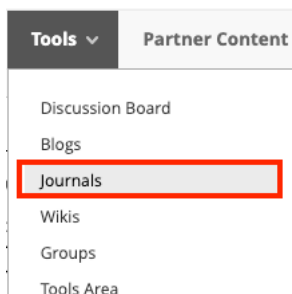 Tools Partner Content
Discussion Board
Blogs
Journals
Wikis
Groups
Tools Area